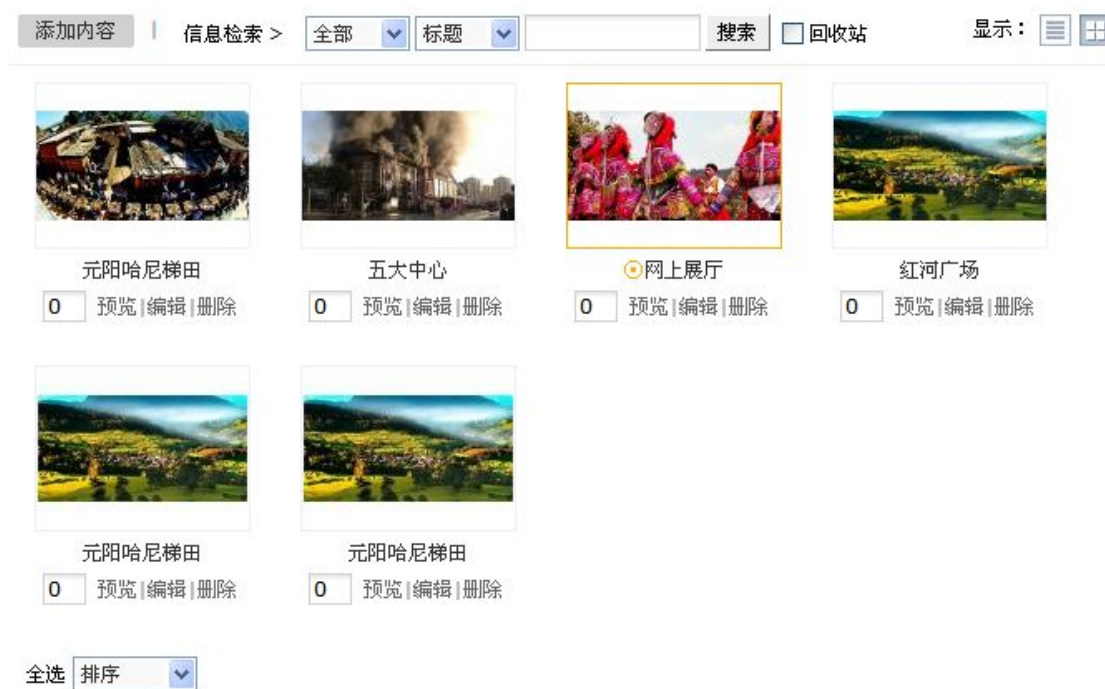 添加内容 信息检索 > 全部 标题 搜索 回收站 显示：
元阳哈尼梯田 五大中心 网上展厅 红河广场
0 预览|编辑|删除 0 预览|编辑|删除 0 预览|编辑|删除 0 预览|编辑|删除
元阳哈尼梯田 元阳哈尼梯田
0 预览|编辑|删除 0 预览|编辑|删除
全选 排序